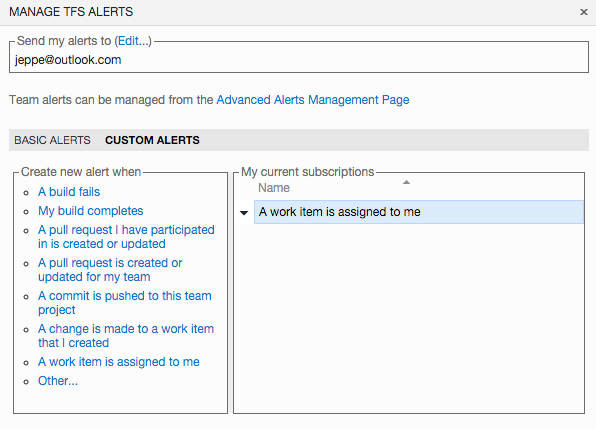 MANAGE TFS ALERTS
Send my alerts to (Edit...)
jeppe@outlook.com
Team alerts can be managed from the Advanced Alerts Management Page
BASIC ALERTS CUSTOM ALERTS
Create new alert when
A build fails
My build completes
A pull request I have participated
in is created or updated
A pull request is created or
updated for my team
A commit is pushed to this team
project
A change is made to a work item
that I created
A work item is assigned to me
Other...
My current subscriptions
Name
A work item is assigned to me